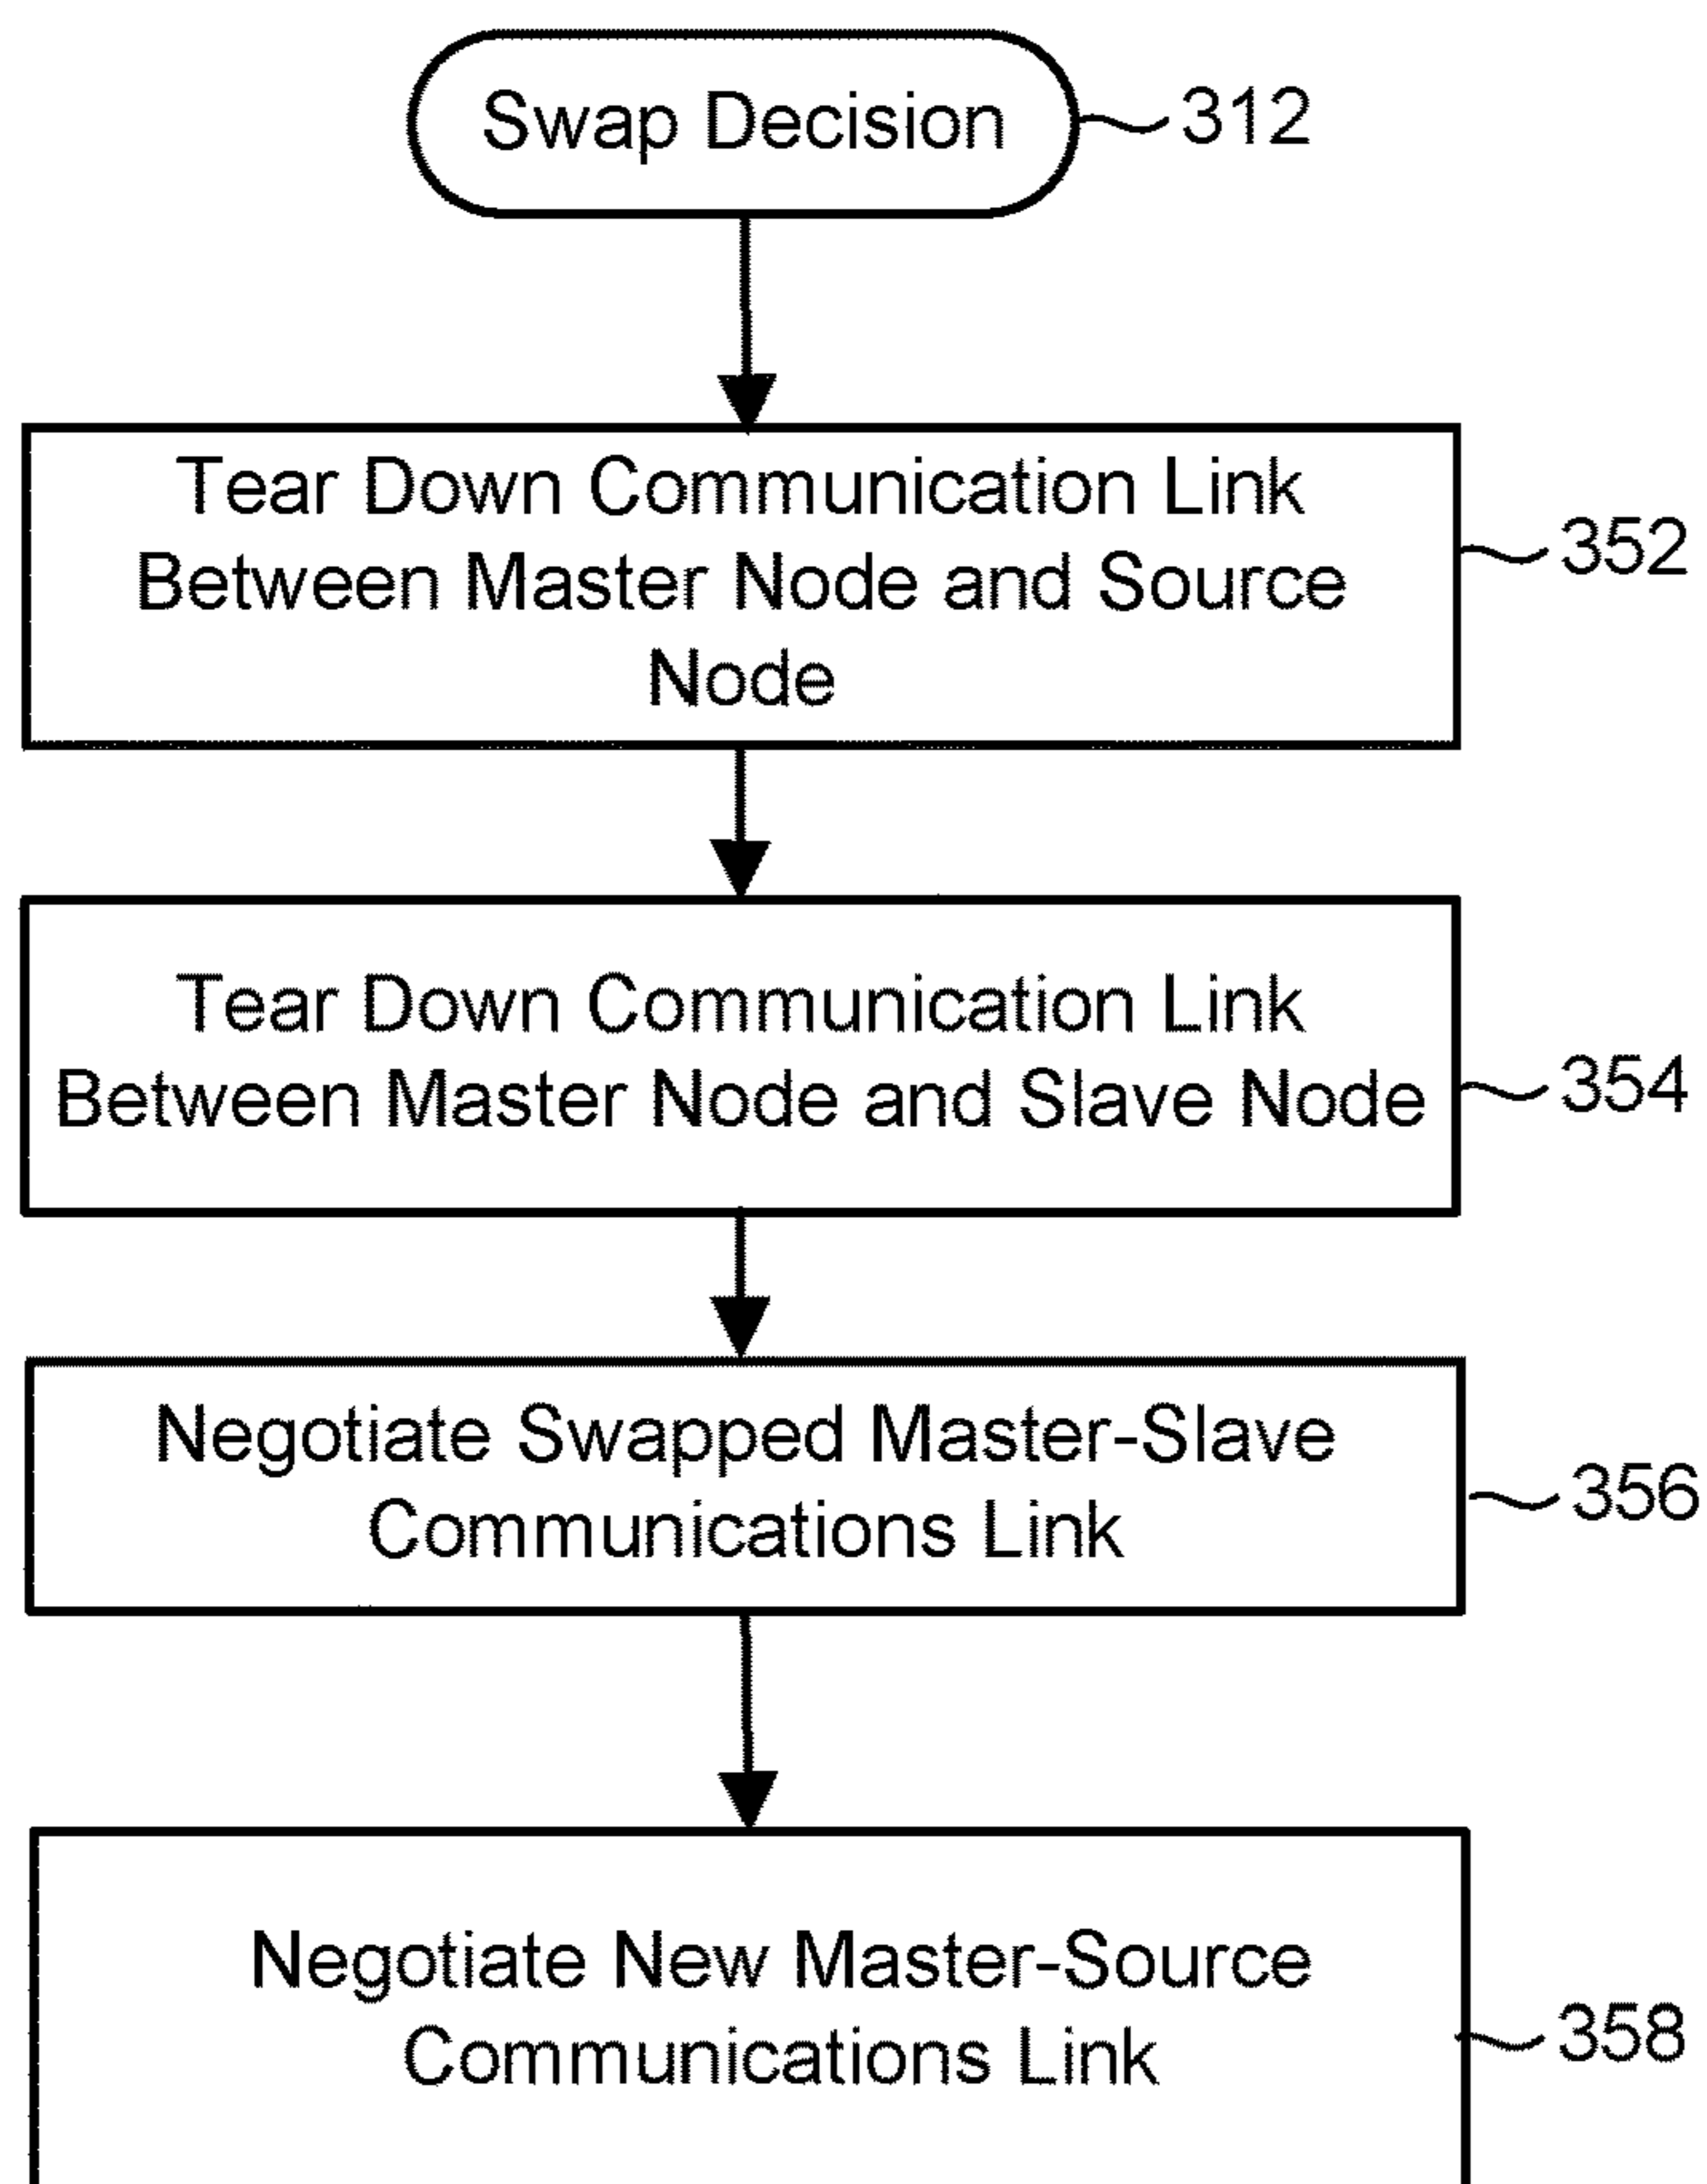 Swap Decision
312
Tear Down Communication Link
Between Master Node and Source
Node
352
Tear Down Communication Link
Between Master Node and Slave Node
354
Negotiate Swapped Master-Slave
Communications Link
356
Negotiate New Master-Source
Communications Link
358